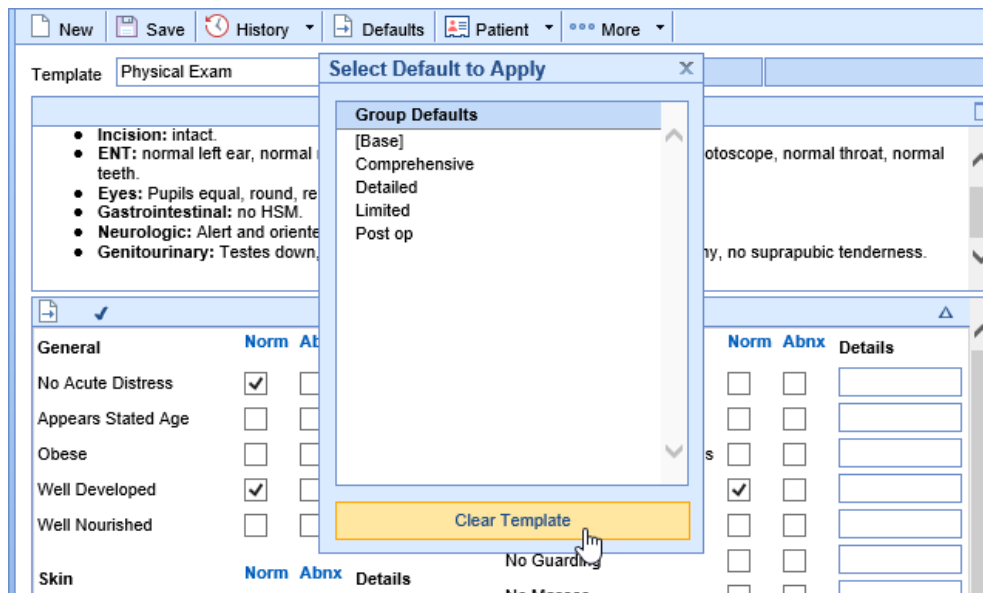 New Save History Defaults Patient More
Template Physical Exam
Select Default to Apply
Group Defaults
[Base]
Comprehensive
Detailed
Limited
Post op
Clear Template
Incision: intact.
ENT: normal left ear, normal otoscope, normal throat, normal
teeth.
Eyes: Pupils equal, round,
Gastrointestinal: no HSM.
Neurologic: Alert and
Genitourinary: Testes down, no suprapubic tenderness.
General Norm
No Acute Distress
Appears Stated Age
Obese
Well Developed
Well Nourished
Skin Norm Abnx Details
Norm Abnx Details
No Guarding